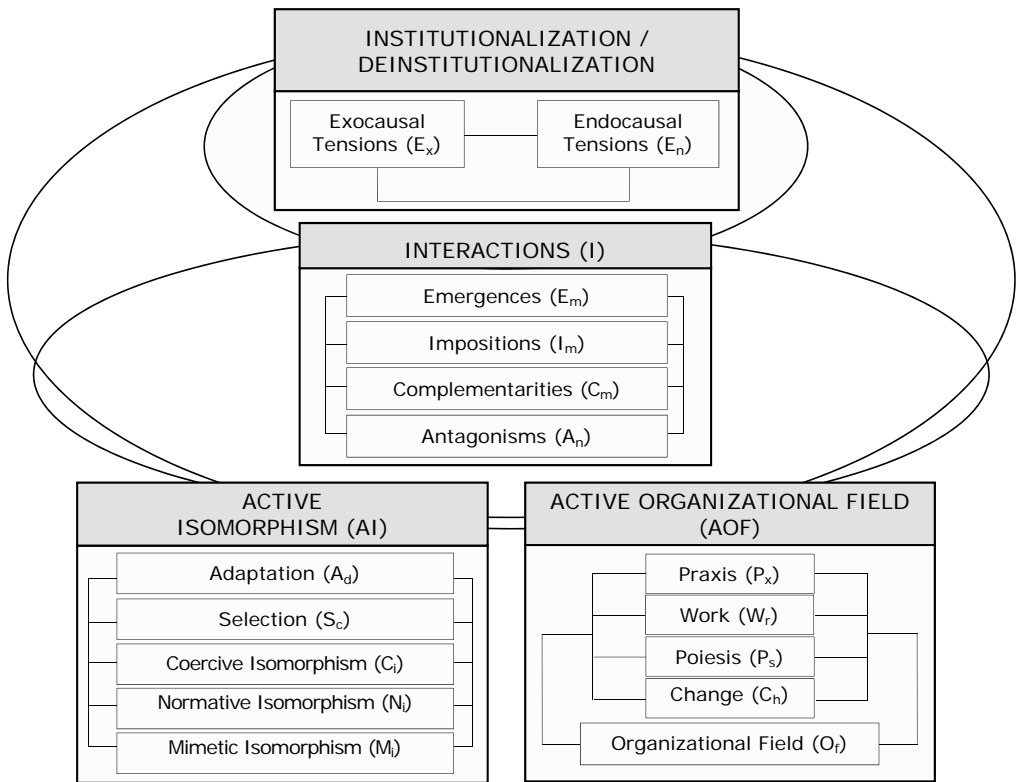 INSTITUTIONALIZATION /
DEINSTITUTIONALIZATION
Exocausal
Tensions (Ex)
Endocausal
Tensions (En)
INTERACTIONS (I)
Emergences (Em)
Impositions (Im)
Complementarities (Cm)
Antagonisms (An)
ACTIVE
ISOMORPHISM (AI)
Adaptation (Ad)
Selection (Sc)
Coercive Isomorphism (Ci)
Normative Isomorphism (Ni)
Mimetic Isomorphism (Mi)
ACTIVE ORGANIZATIONAL FIELD
(AOF)
Praxis (Px)
Work (Wr)
Poiesis (Ps)
Change (Ch)
Organizational Field (Of)